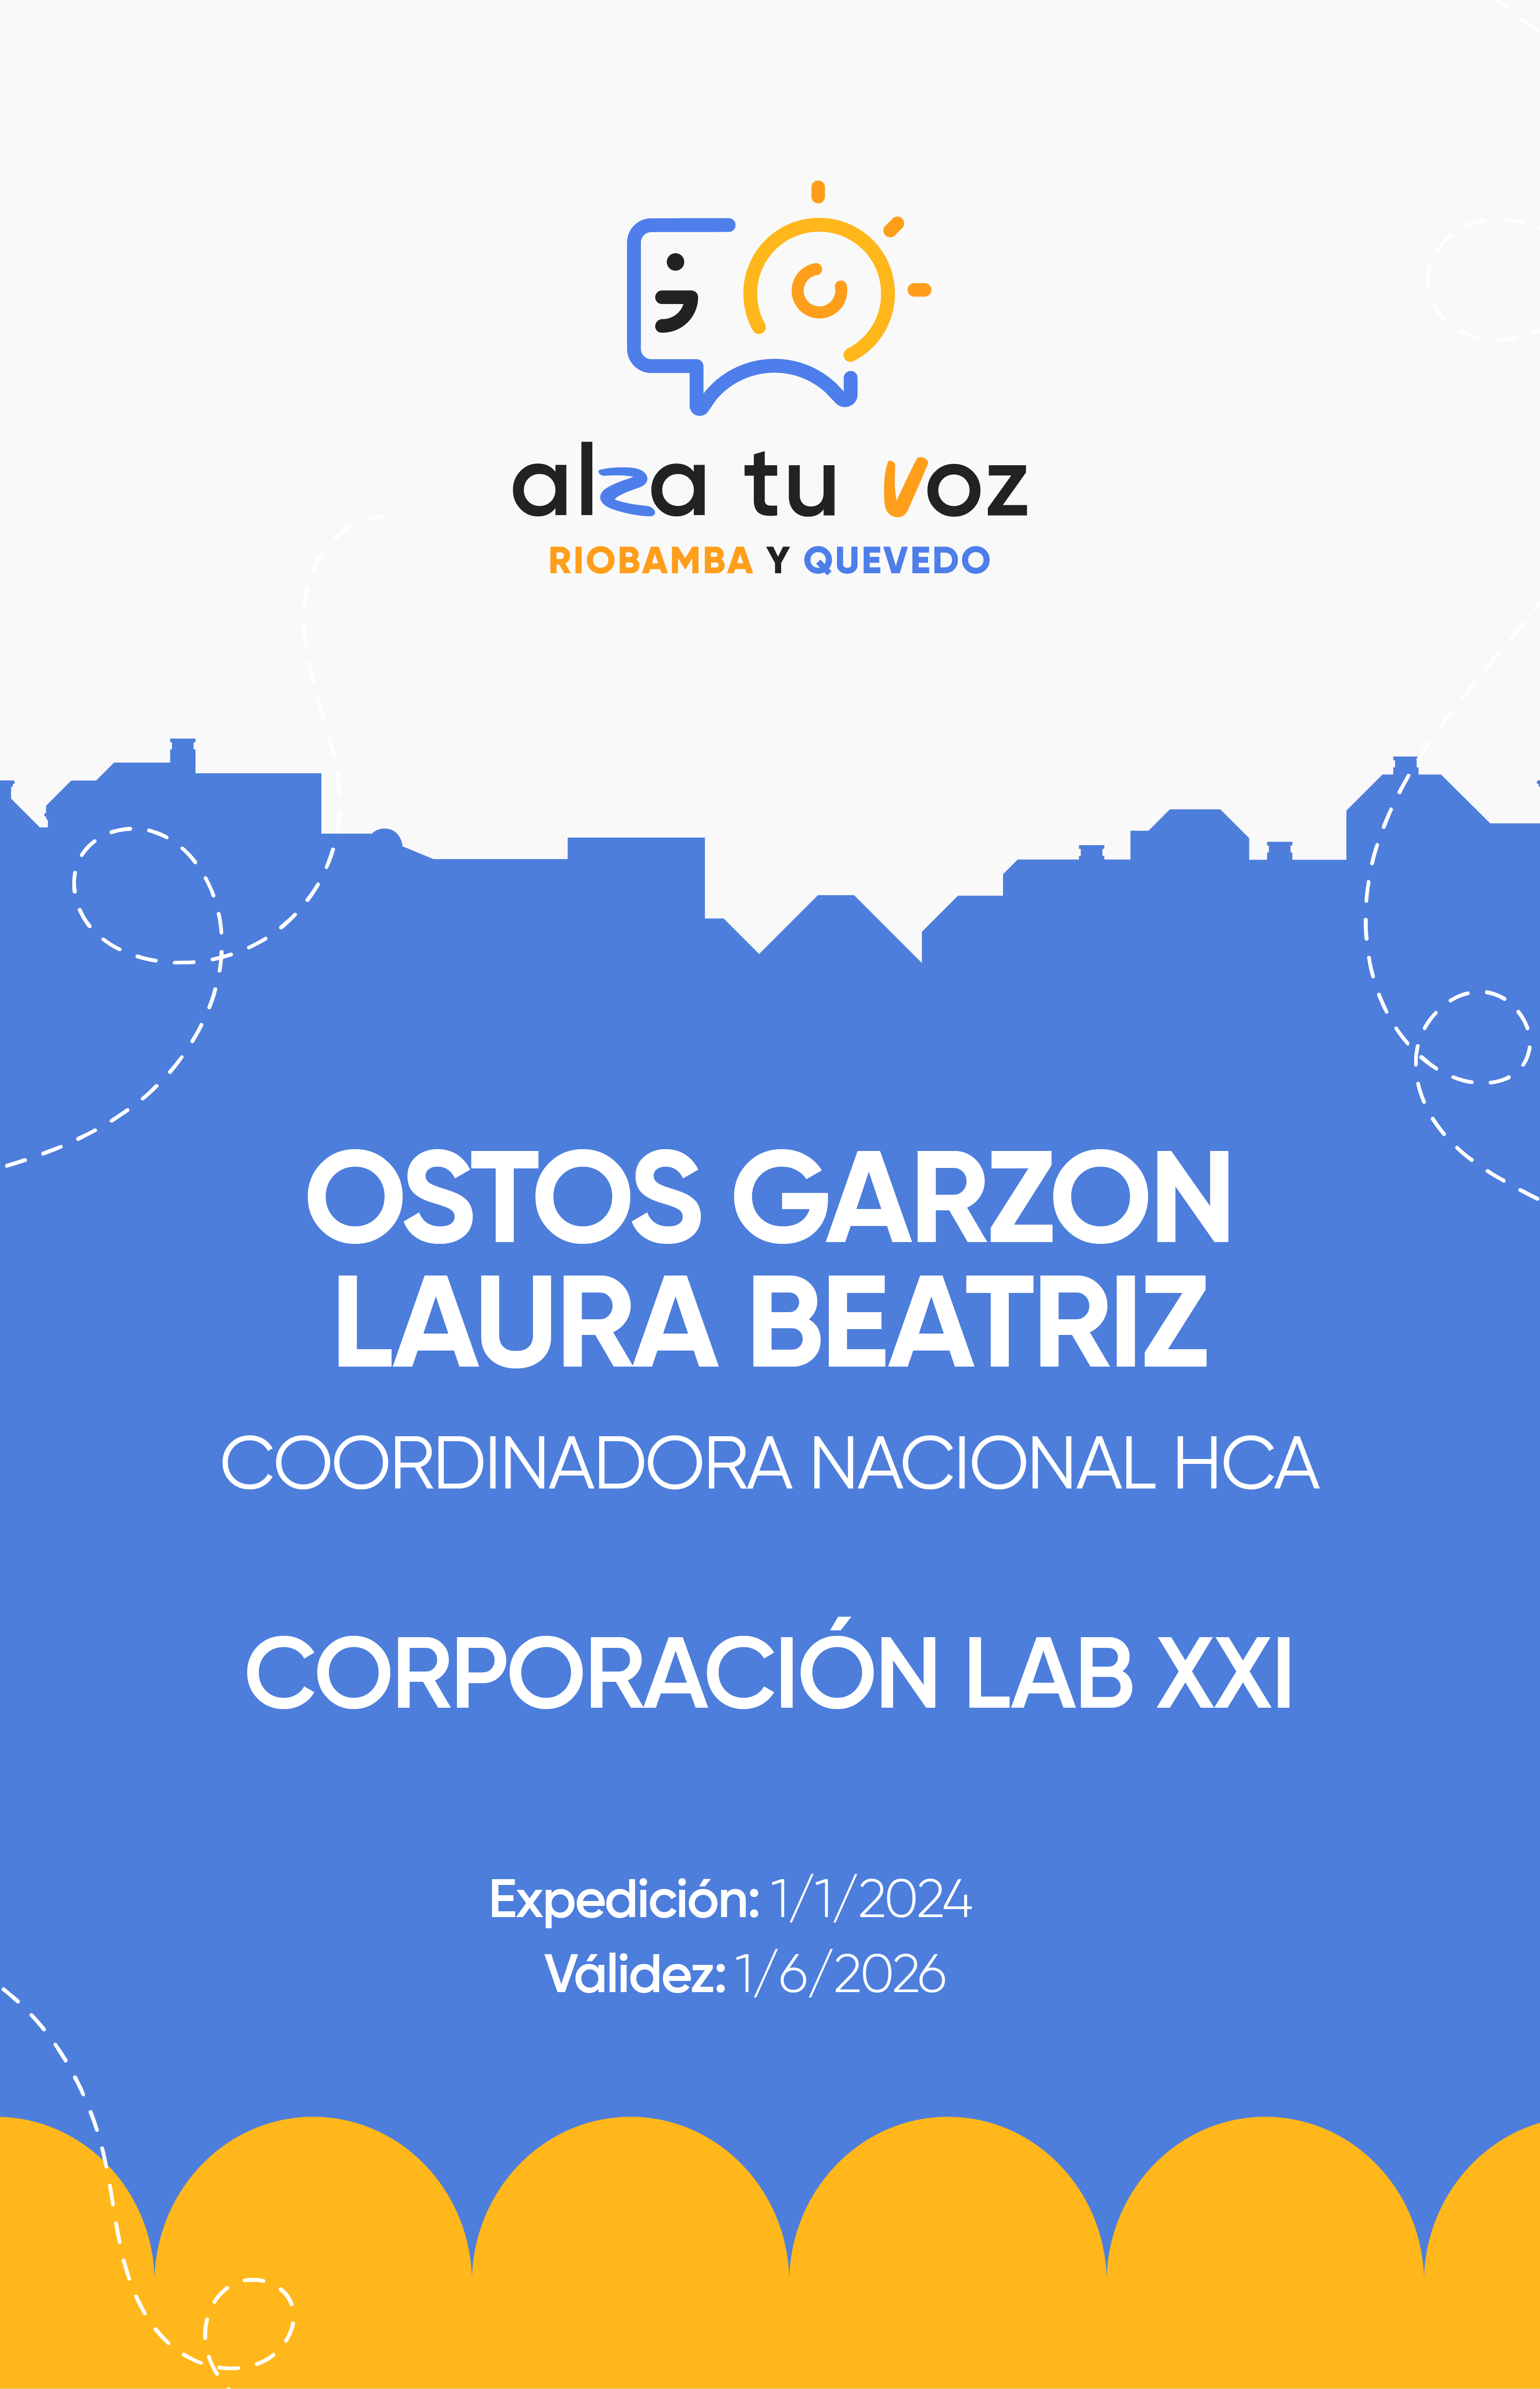 alza tu voz
RIOBAMBA Y QUEVEDO
OSTOS GARZON
LAURA BEATRIZ
COORDINADORA NACIONAL HCA
CORPORACIÓN LAB XXI
Expedición: 1/1/2024
Válidez: 1/6/2026